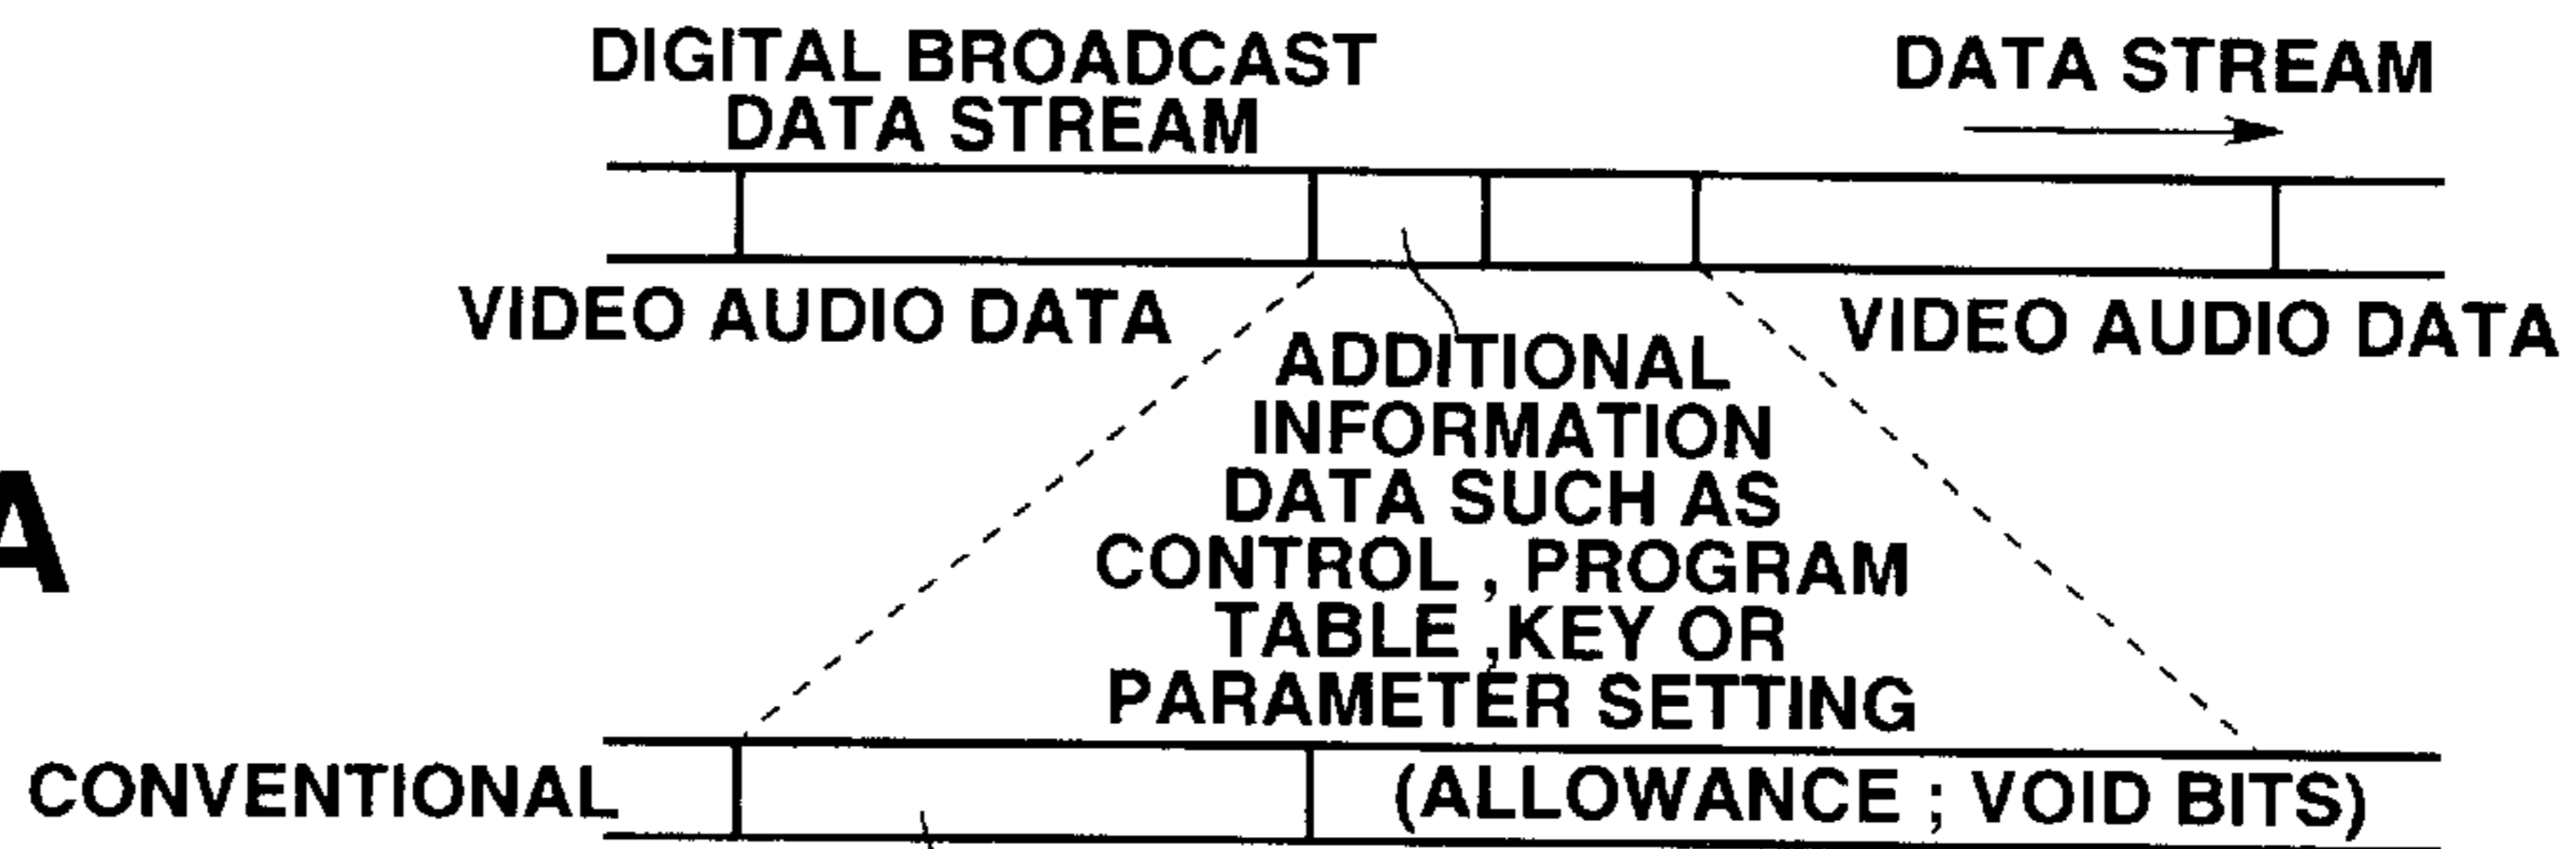 DIGITAL BROADCAST
DATA STREAM
DATA STREAM
VIDEO AUDIO DATA
VIDEO AUDIO DATA
ADDITIONAL
INFORMATION
DATA SUCH AS
CONTROL , PROGRAM
TABLE ,KEY OR
PARAMETER SETTING
A
CONVENTIONAL
(ALLOWANCE ; VOID BITS)